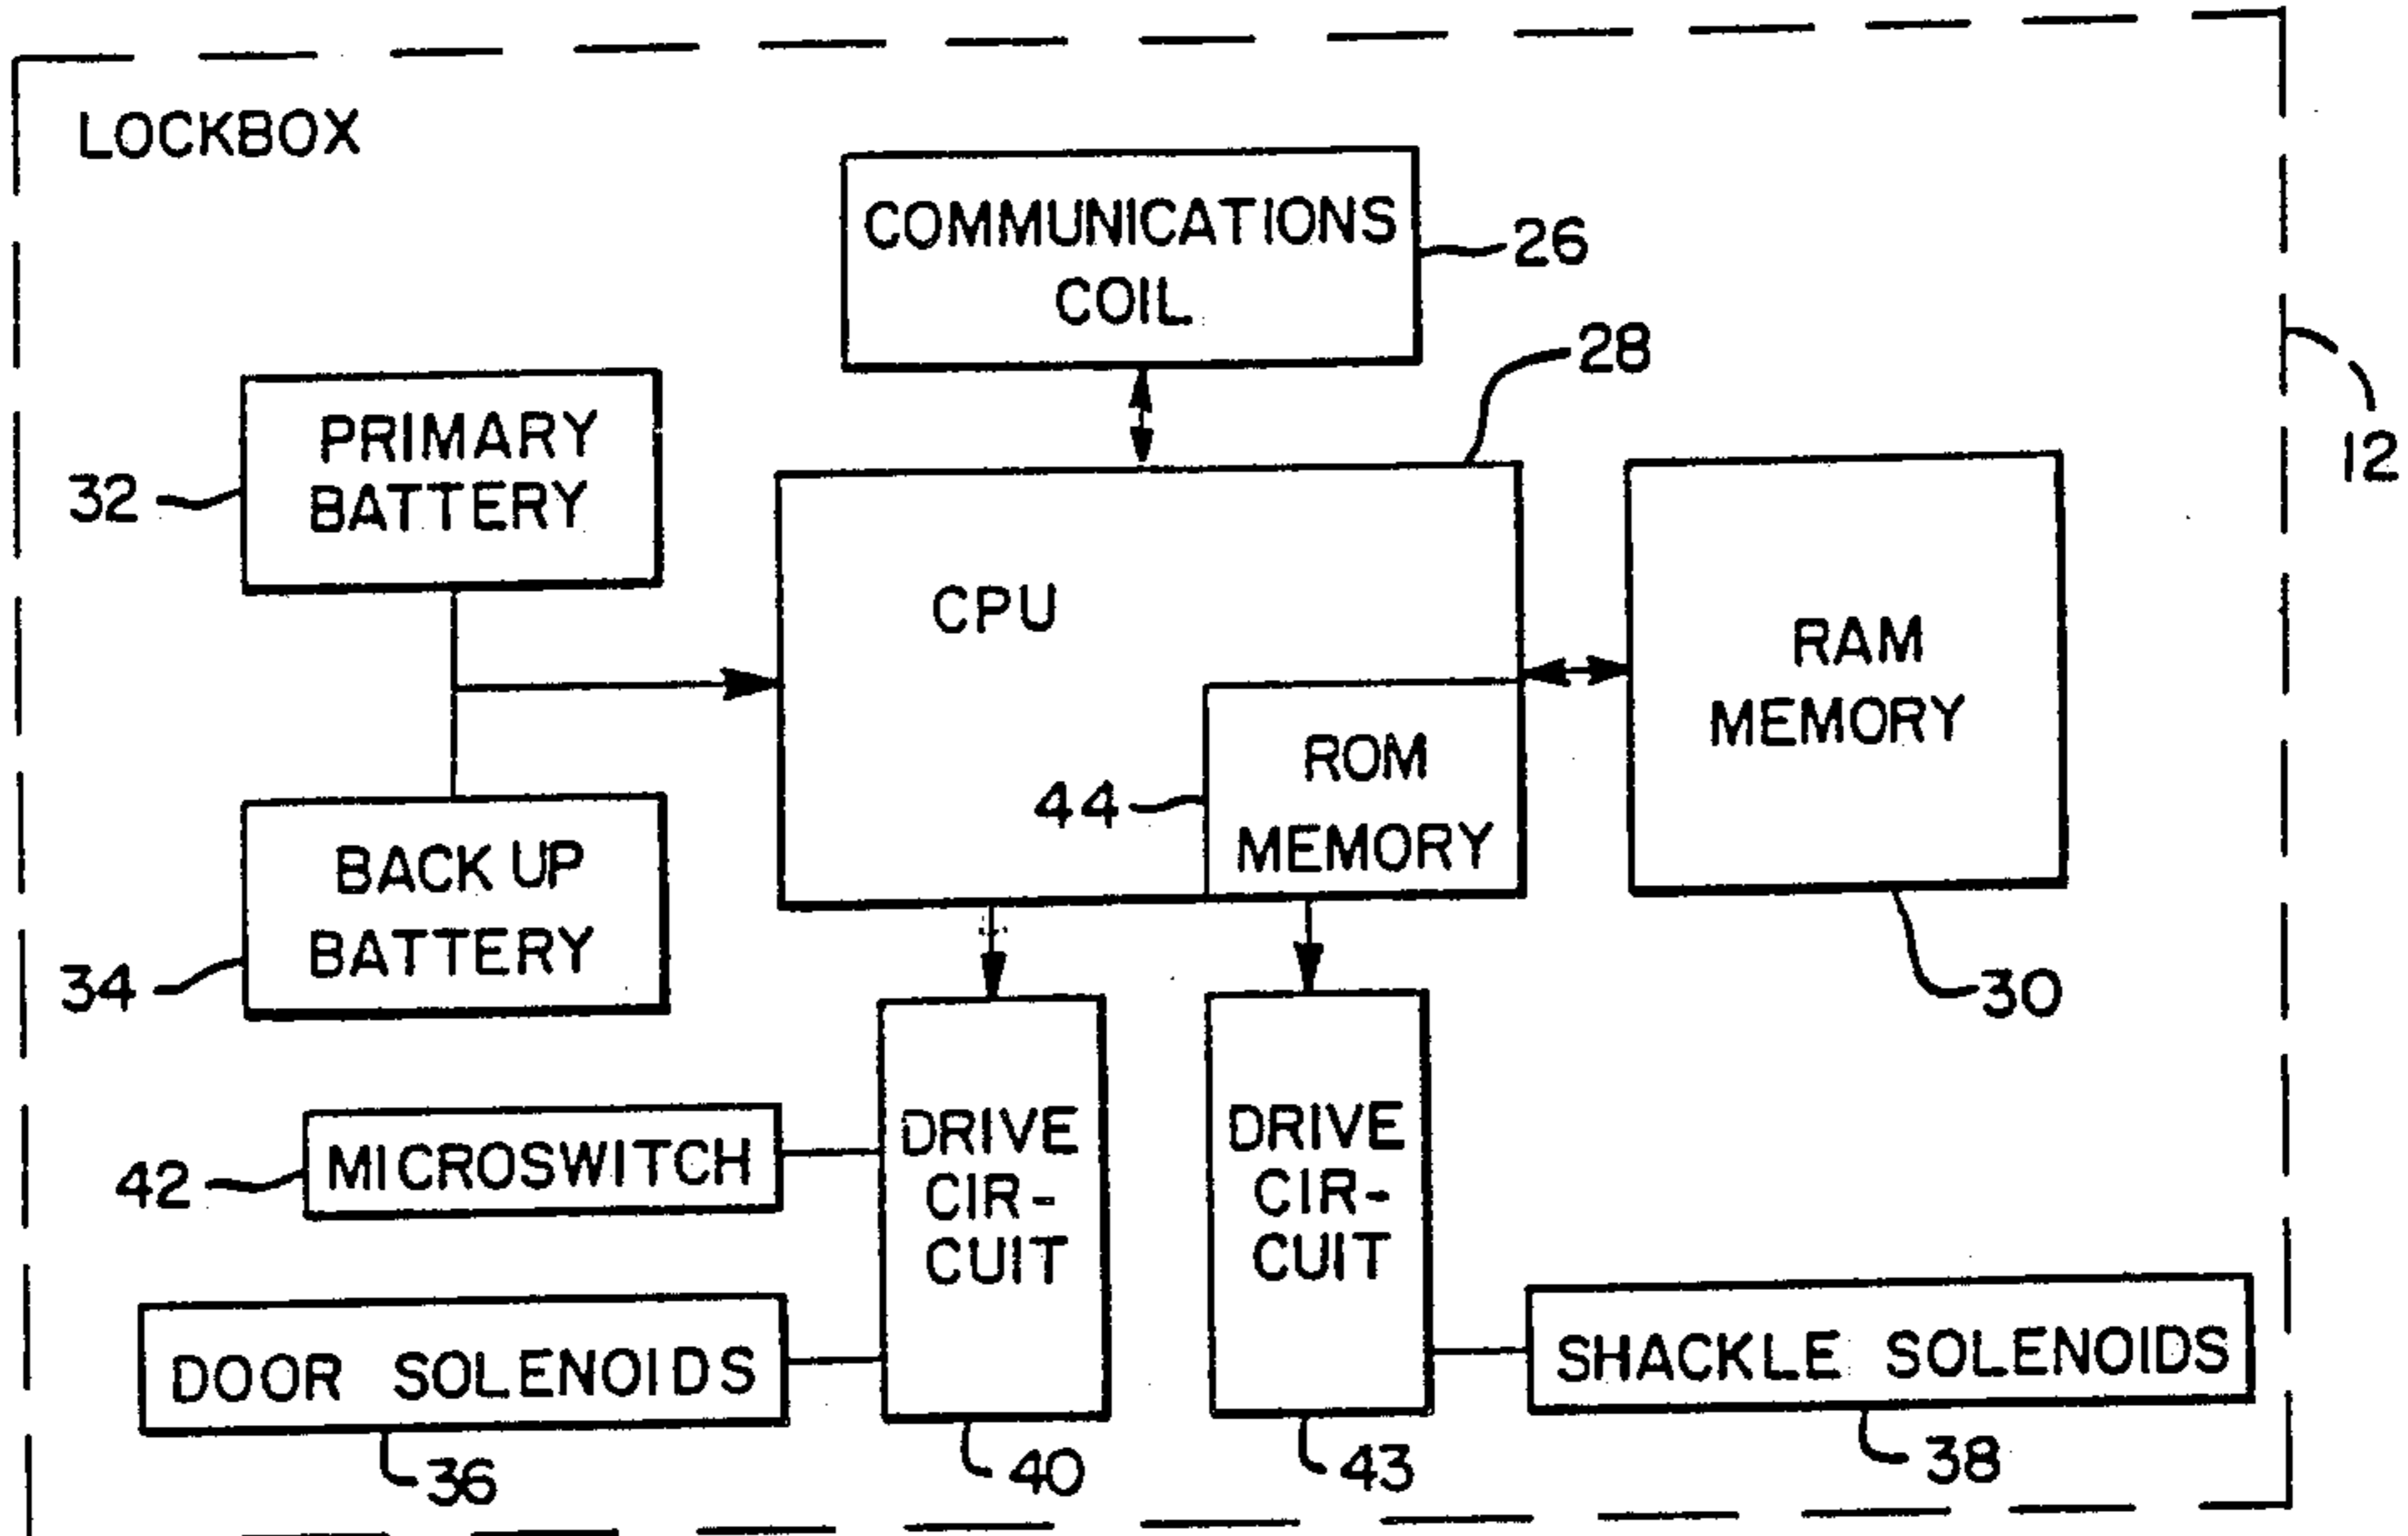 LOCKBOX
COMMUNICATIONS
COIL
26
28
12
PRIMARY
BATTERY
32
CPU
RAM
MEMORY
30
ROM
MEMORY
44
BACK UP
BATTERY
34
MICROSWITCH
42
DRIVE
CIR-
CUIT
40
DRIVE
CIR-
CUIT
43
DOOR SOLENOIDS
36
SHACKLE SOLENOIDS
38